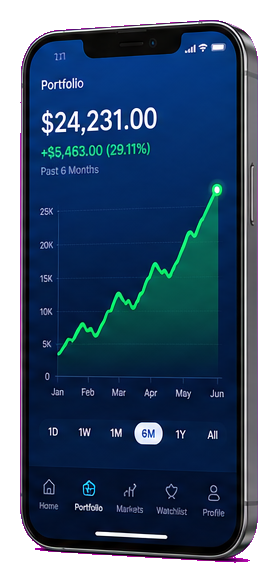 Portfolio
$24,231.00
+$5,463.00 (29.11%)
Past 6 Months
25K
20K
15K
10K
5K
0
Jan Feb Mar Apr May Jun
1D 1W 1M 6M 1Y All
Home Portfolio Markets Watchlist Profile